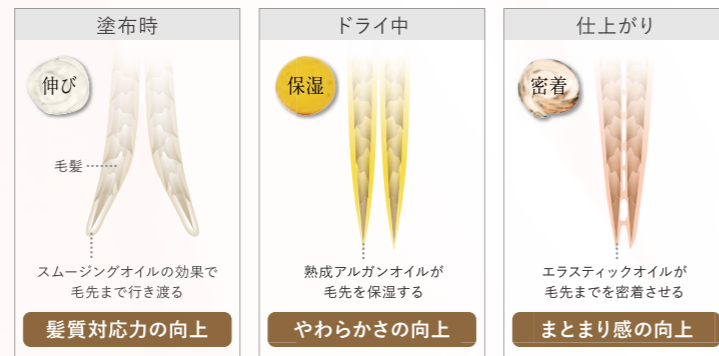 塗布時
伸び
毛髪
スムージングオイルの効果で
毛先まで行き渡る
髪質対応力の向上
ドライ中
保湿
熟成アルガンオイルが
毛先を保湿する
やわらかさの向上
仕上がり
密着
エラスティックオイルが
毛先までを密着させる
まとまり感の向上